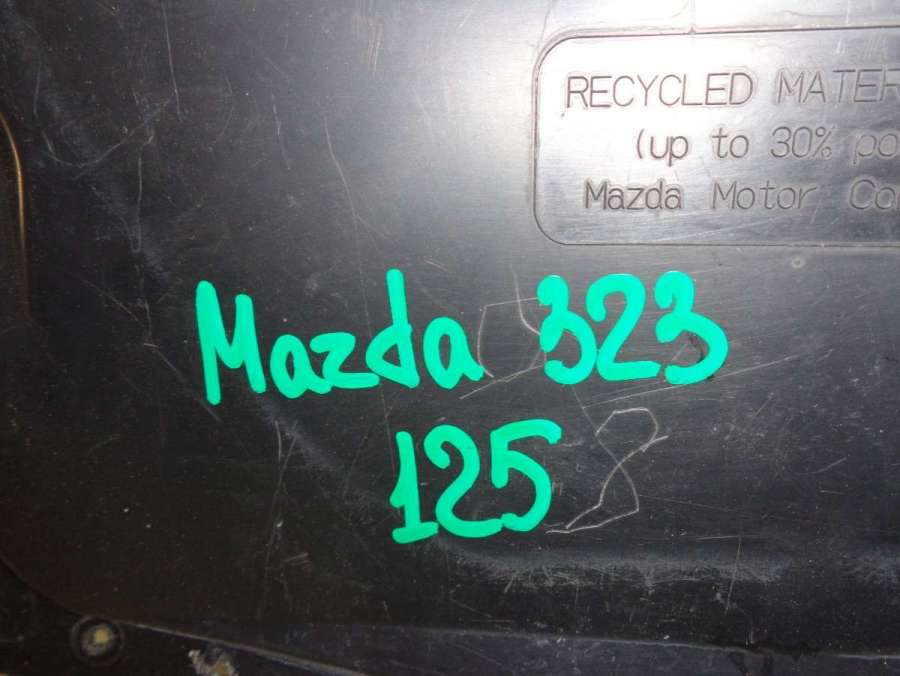 RECYCLED MATER
(up to 30% po
Mazda Motor Co
Mazda 323
125